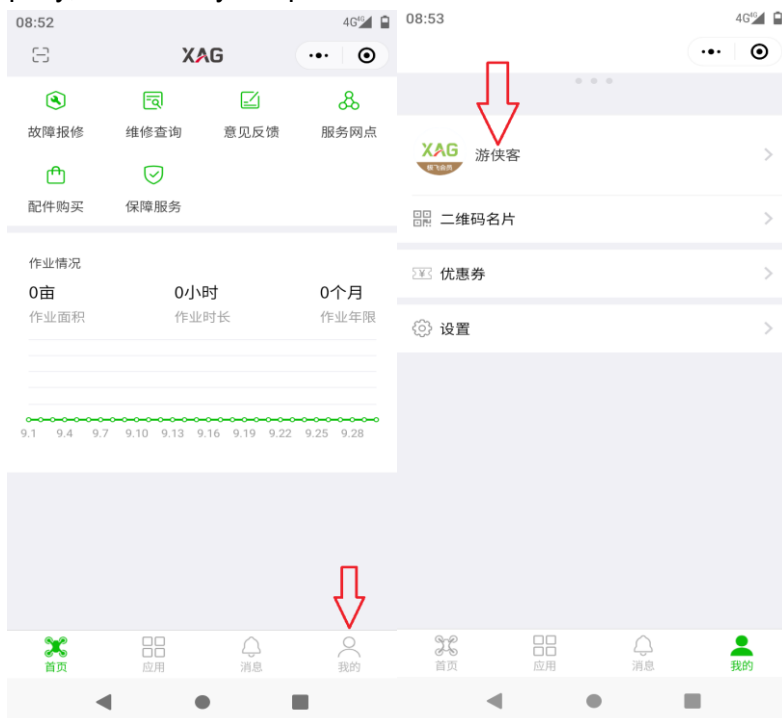 08:52 4G
XAG
故障报修 维修查询 意见反馈 服务网点
配件购买 保障服务
作业情况
0亩 0小时 0个月
作业面积 作业时长 作业年限
9.1 9.4 9.7 9.10 9.13 9.16 9.19 9.22 9.25 9.28
首页 应用 消息 我的
08:53 4G
XAG
游侠客
二维码名片
优惠券
设置
首页 应用 消息 我的